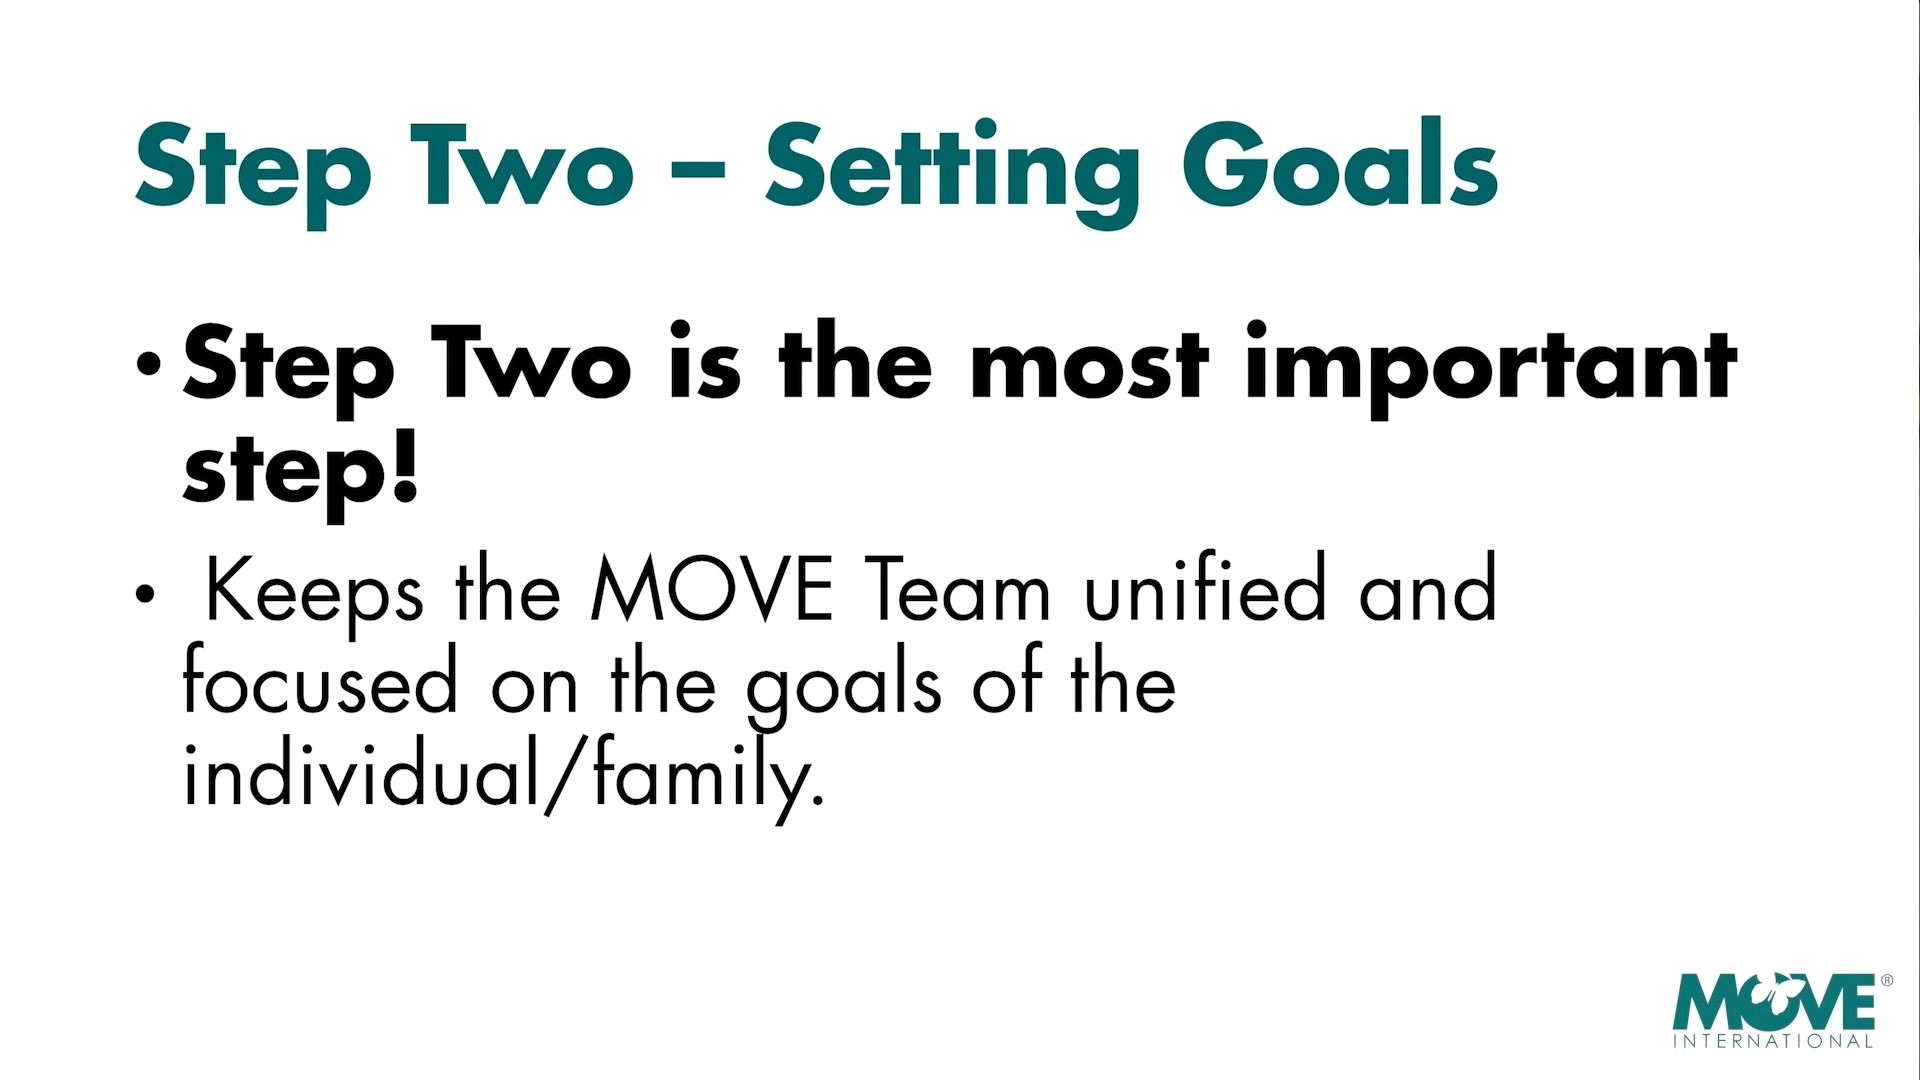 Step Two – Setting Goals
• Step Two is the most important
step!
• Keeps the MOVE Team unified and
focused on the goals of the
individual/family.
MOVE®
INTERNATIONAL